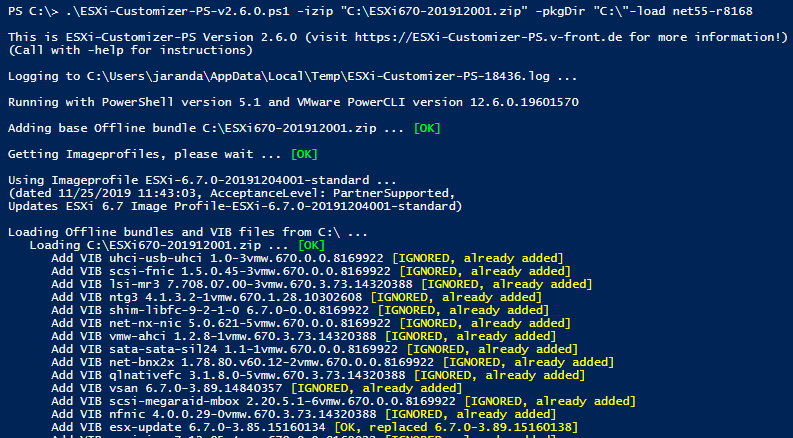 PS C:\> .\ESXi-Customizer-PS-v2.6.0.ps1 -izip "C:\ESXi670-201912001.zip" -pkgDir "C:\"-load net55-r8168
This is ESXi-Customizer-PS Version 2.6.0 (visit https://ESXi-Customizer-PS.v-front.de for more information!)
(Call with -help for instructions)
Logging to C:\Users\jaranda\AppData\Local\Temp\ESXi-Customizer-PS-18436.log ...
Running with PowerShell version 5.1 and VMware PowerCLI version 12.6.0.19601570
Adding base Offline bundle C:\ESXi670-201912001.zip ... [OK]
Getting Imageprofiles, please wait ... [OK]
Using Imageprofile ESXi-6.7.0-20191204001-standard ...
(dated 11/25/2019 11:43:03, AcceptanceLevel: PartnerSupported,
Updates ESXi 6.7 Image Profile-ESXi-6.7.0-20191204001-standard)
Loading Offline bundles and VIB files from C:\ ...
Loading C:\ESXi670-201912001.zip ... [OK]
Add VIB uhci-usb-uhci 1.0-3vmw.670.0.0.8169922 [IGNORED, already added]
Add VIB scsi-fnic 1.5.0.45-3vmw.670.0.0.8169922 [IGNORED, already added]
Add VIB lsi-mr3 7.708.07.00-3vmw.670.3.73.14320388 [IGNORED, already added]
Add VIB ntg3 4.1.3.2-1vmw.670.1.28.10302608 [IGNORED, already added]
Add VIB shim-libfc-9-2-1-0 6.7.0-0.0.8169922 [IGNORED, already added]
Add VIB net-nx-nic 5.0.621-5vmw.670.0.0.8169922 [IGNORED, already added]
Add VIB vmw-ahci 1.2.8-1vmw.670.3.73.14320388 [IGNORED, already added]
Add VIB sata-sata-sil24 1.1-1vmw.670.0.0.8169922 [IGNORED, already added]
Add VIB net-bnx2x 1.78.80.v60.12-2vmw.670.0.0.8169922 [IGNORED, already added]
Add VIB qlnativefc 3.1.8.0-5vmw.670.3.73.14320388 [IGNORED, already added]
Add VIB vsan 6.7.0-3.89.14840357 [IGNORED, already added]
Add VIB scsi-megaraid-mbox 2.20.5.1-6vmw.670.0.0.8169922 [IGNORED, already added]
Add VIB nfnic 4.0.0.29-0vmw.670.3.73.14320388 [IGNORED, already added]
Add VIB esx-update 6.7.0-3.85.15160134 [OK, replaced 6.7.0-3.89.15160138]